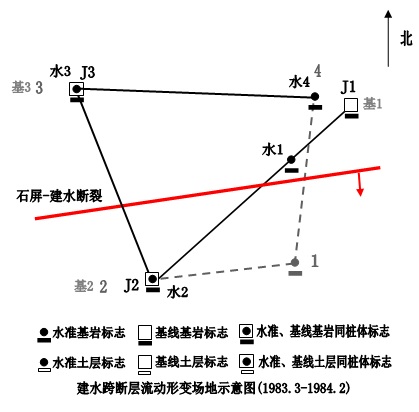 北
水3 J3
基3 3
4
水4
J1
基1
水1
石屏-建水断裂
1
基2 2 J2
水2
水准基岩标志 基线基岩标志 水准、基线基岩同桩体标志
水准土层标志 基线土层标志 水准、基线土层同桩体标志
建水跨断层流动形变场地示意图(1983.3-1984.2)